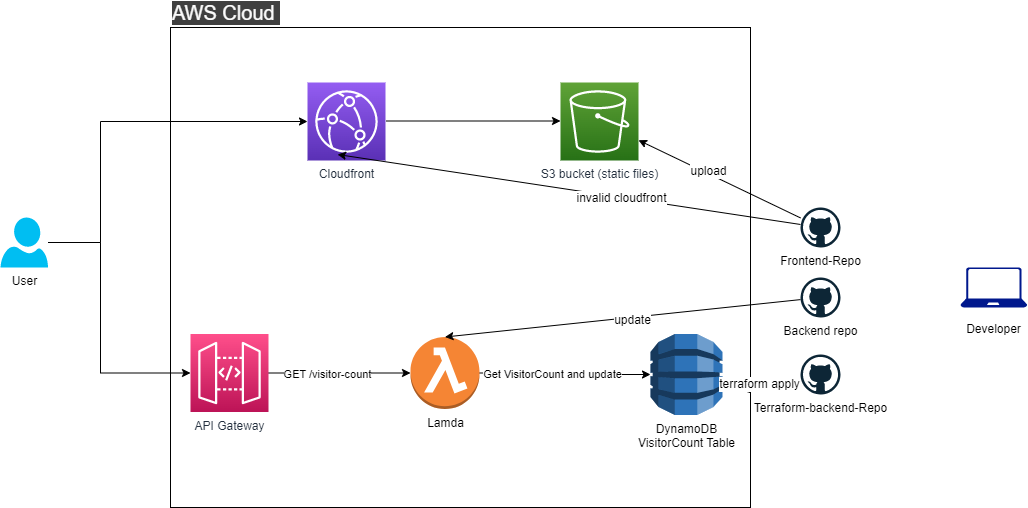 AWS Cloud
Cloudfront
S3 bucket (static files)
upload
invalid cloudfront
User
Frontend-Repo
Backend repo
Developer
update
GET /visitor-count
Get VisitorCount and update
terraform apply
Terraform-backend-Repo
API Gateway
Lamda
DynamoDB
VisitorCount Table